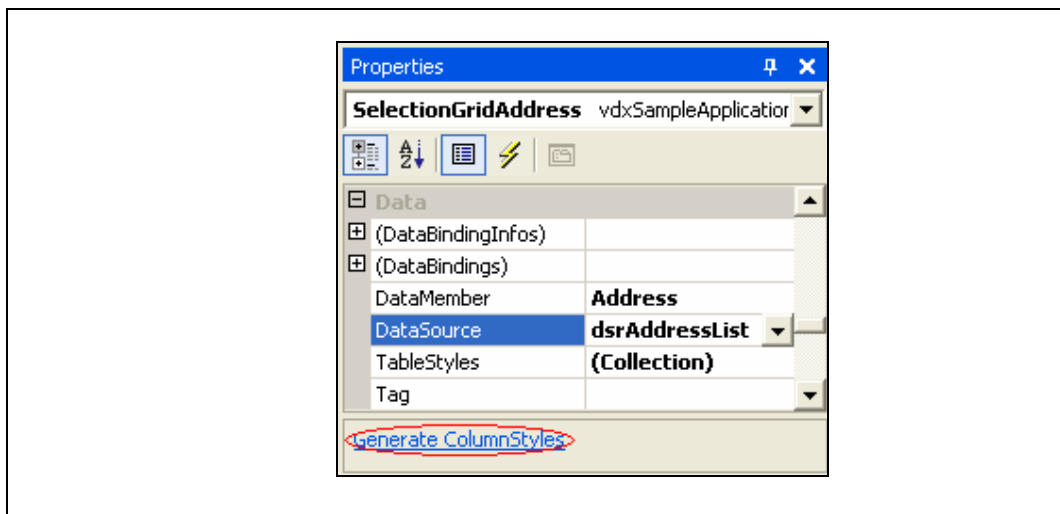 Properties
SelectionGridAddress vdxSampleApplication
Data
(DataBindingInfos)
(DataBindings)
DataMember Address
DataSource dsrAddressList
TableStyles (Collection)
Tag
Generate ColumnStyles